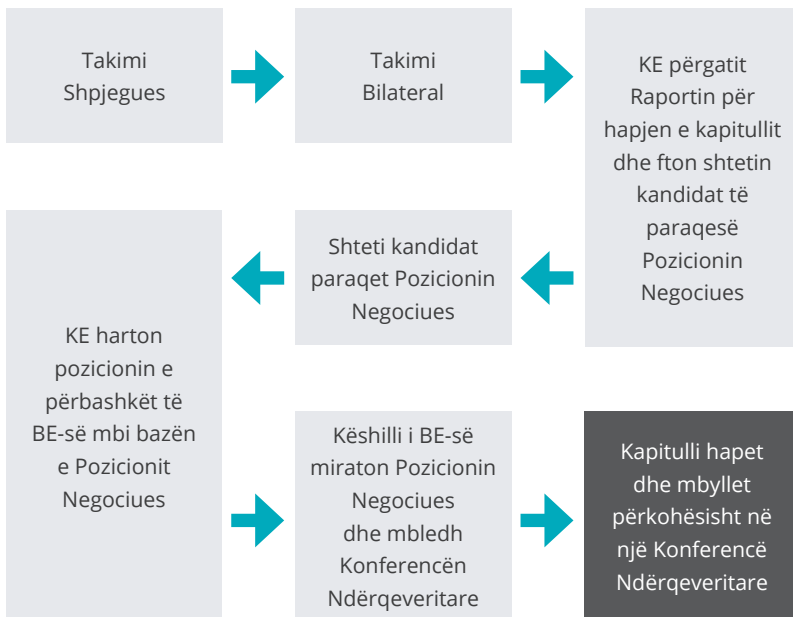 Takimi
Shpjegues
Takimi
Bilateral
KE përgatit
Raportin për
hapjen e kapitullit
dhe fton shtetin
kandidat të
paraqesë
Pozicionin
Negociues
Shteti kandidat
paraqet Pozicionin
Negociues
KE harton
pozicionin e
përbashkët të
BE-së mbi bazën
e Pozicionit
Negociues
Këshilli i BE-së
miraton Pozicionin
Negociues
dhe mbledh
Konferencën
Ndërqeveritare
Kapitulli hapet
dhe mbyllet
përkohësisht në
një Konferencë
Ndërqeveritare